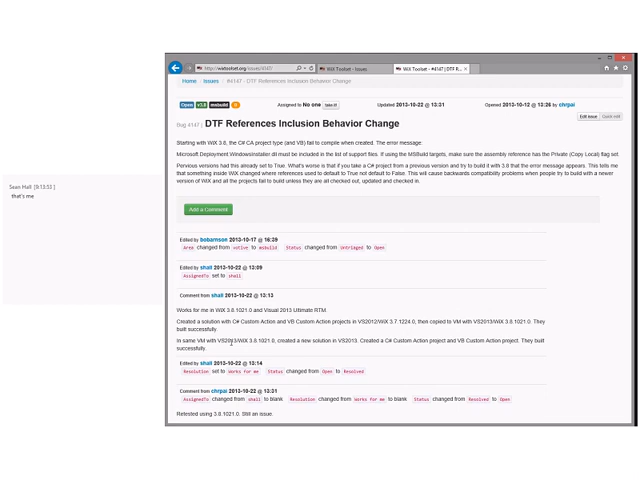 Sean Hall [9:13:53 ]
that's me
http://wixtoolset.org/issues/4147/
WiX Toolset - Issues
WiX Toolset - #4147 | DTF R...
Home / Issues / #4147 - DTF References Inclusion Behavior Change
Open v3.8 msbuild
Assigned to No one take it!
Updated 2013-10-22 @ 13:31
Opened 2013-10-12 @ 13:26 by chrpai
Edit issue Quick edit
Bug 4147 | DTF References Inclusion Behavior Change
Starting with WiX 3.8, the C# CA project type (and VB) fail to compile when created. The error message:
Microsoft.Deployment.WindowsInstaller.dll must be included in the list of support files. If using the MSBuild targets, make sure the assembly reference has the Private (Copy Local) flag set.
Pervious versions had this already set to True. What's worse is that if you take a C# project from a previous version and try to build it with 3.8 that the error message appears. This tells me
that something inside WiX changed where references used to default to True not default to False. This will cause backwards compatibility problems when people try to build with a newer
version of WiX and all the projects fail to build unless they are all checked out, updated and checked in.
Add a Comment
Edited by bobarnson 2013-10-17 @ 16:39
Area changed from votive to msbuild Status changed from Untriaged to Open
Edited by shall 2013-10-22 @ 13:09
AssignedTo set to shall
Comment from shall 2013-10-22 @ 13:13
Works for me in WiX 3.8.1021.0 and Visual 2013 Ultimate RTM.
Created a solution with C# Custom Action and VB Custom Action projects in VS2012/WiX 3.7.1224.0, then copied to VM with VS2013/WiX 3.8.1021.0. They
built successfully.
In same VM with VS2013/WiX 3.8.1021.0, created a new solution in VS2013. Created a C# Custom Action project and VB Custom Action project. They built
successfully.
Edited by shall 2013-10-22 @ 13:14
Resolution set to Works for me Status changed from Open to Resolved
Comment from chrpai 2013-10-22 @ 13:31
AssignedTo changed from shall to blank Resolution changed from Works for me to blank Status changed from Resolved to Open
Retested using 3.8.1021.0. Still an issue.